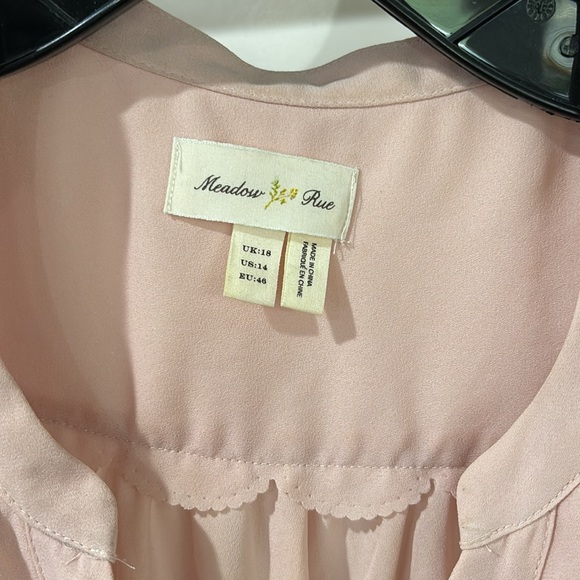 Meadow Rue
UK:18
US:14
EU:46
MADE IN CHINA
FABRIQUÉ EN CHINE